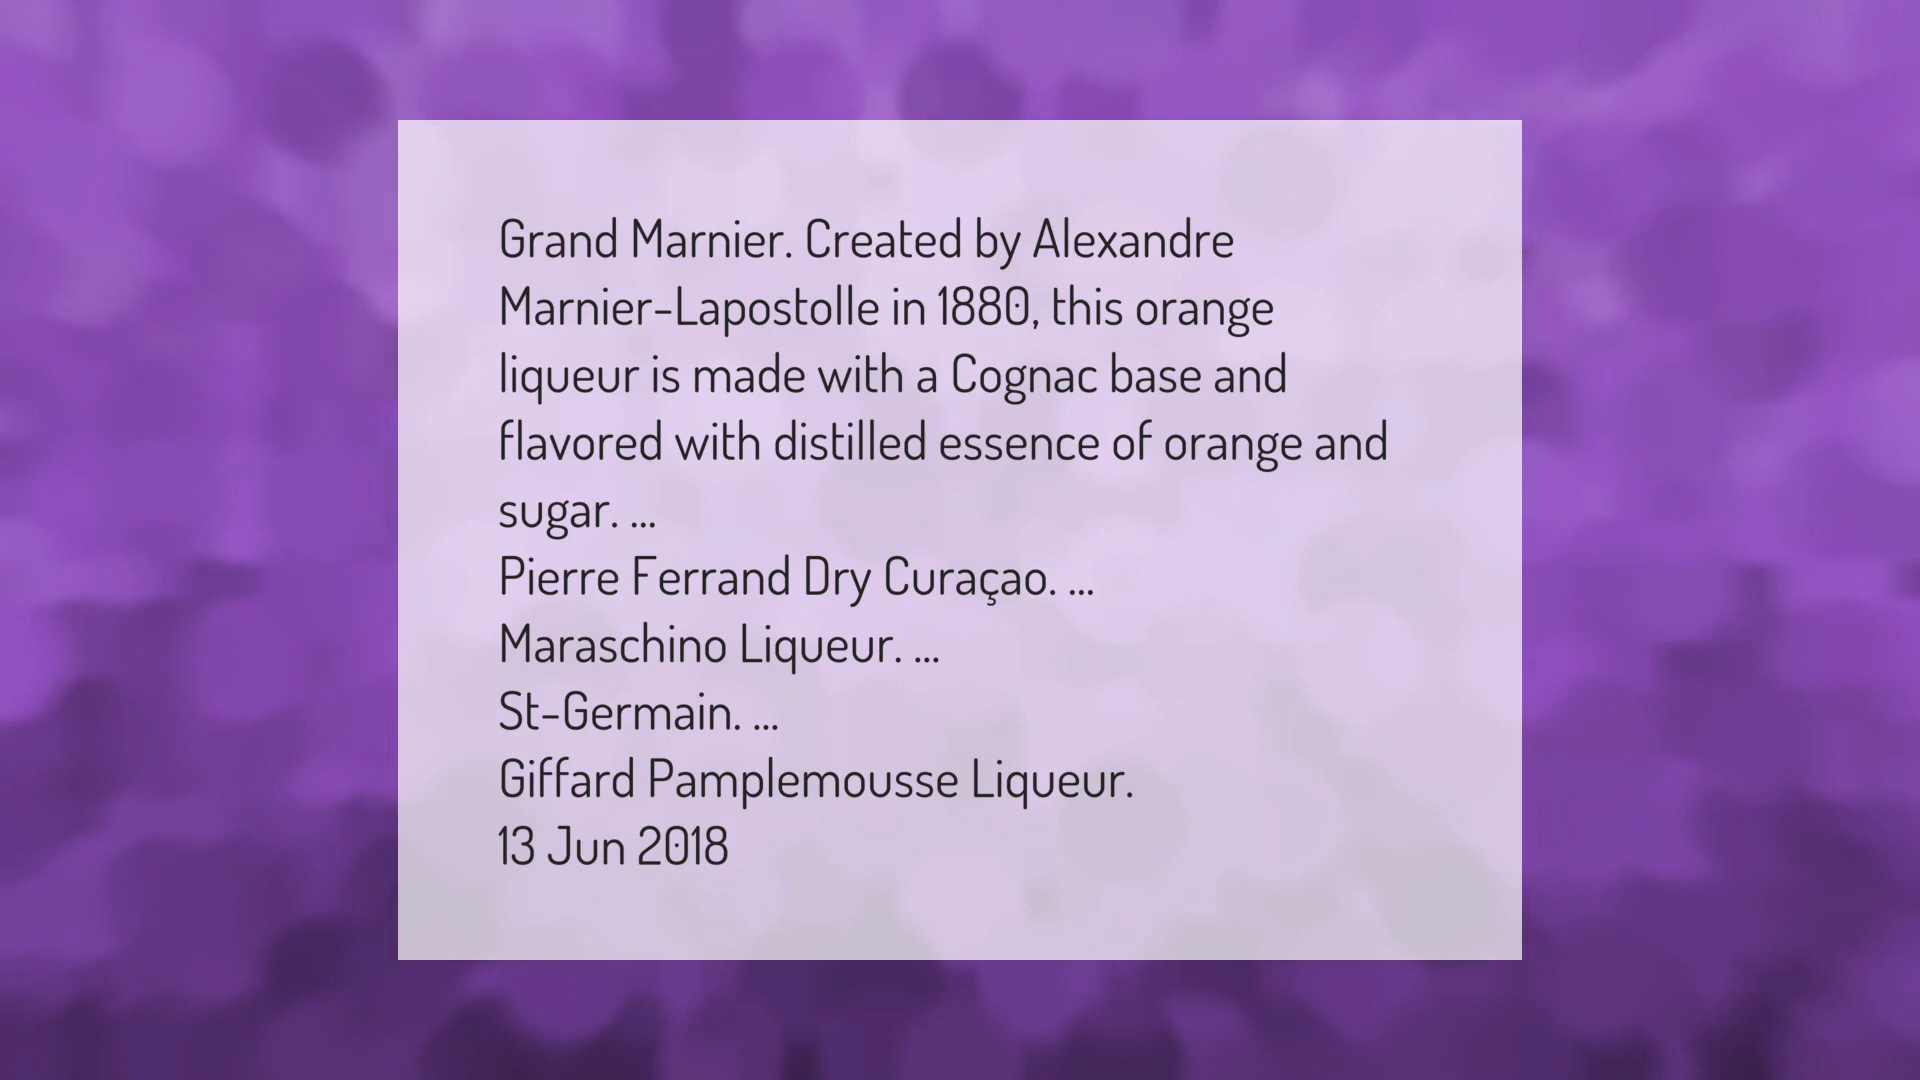 Grand Marnier. Created by Alexandre
Marnier-Lapostolle in 1880, this orange
liqueur is made with a Cognac base and
flavored with distilled essence of orange and
sugar. ...
Pierre Ferrand Dry Curaçao. ...
Maraschino Liqueur. ...
St-Germain. ...
Giffard Pamplemousse Liqueur.
13 Jun 2018